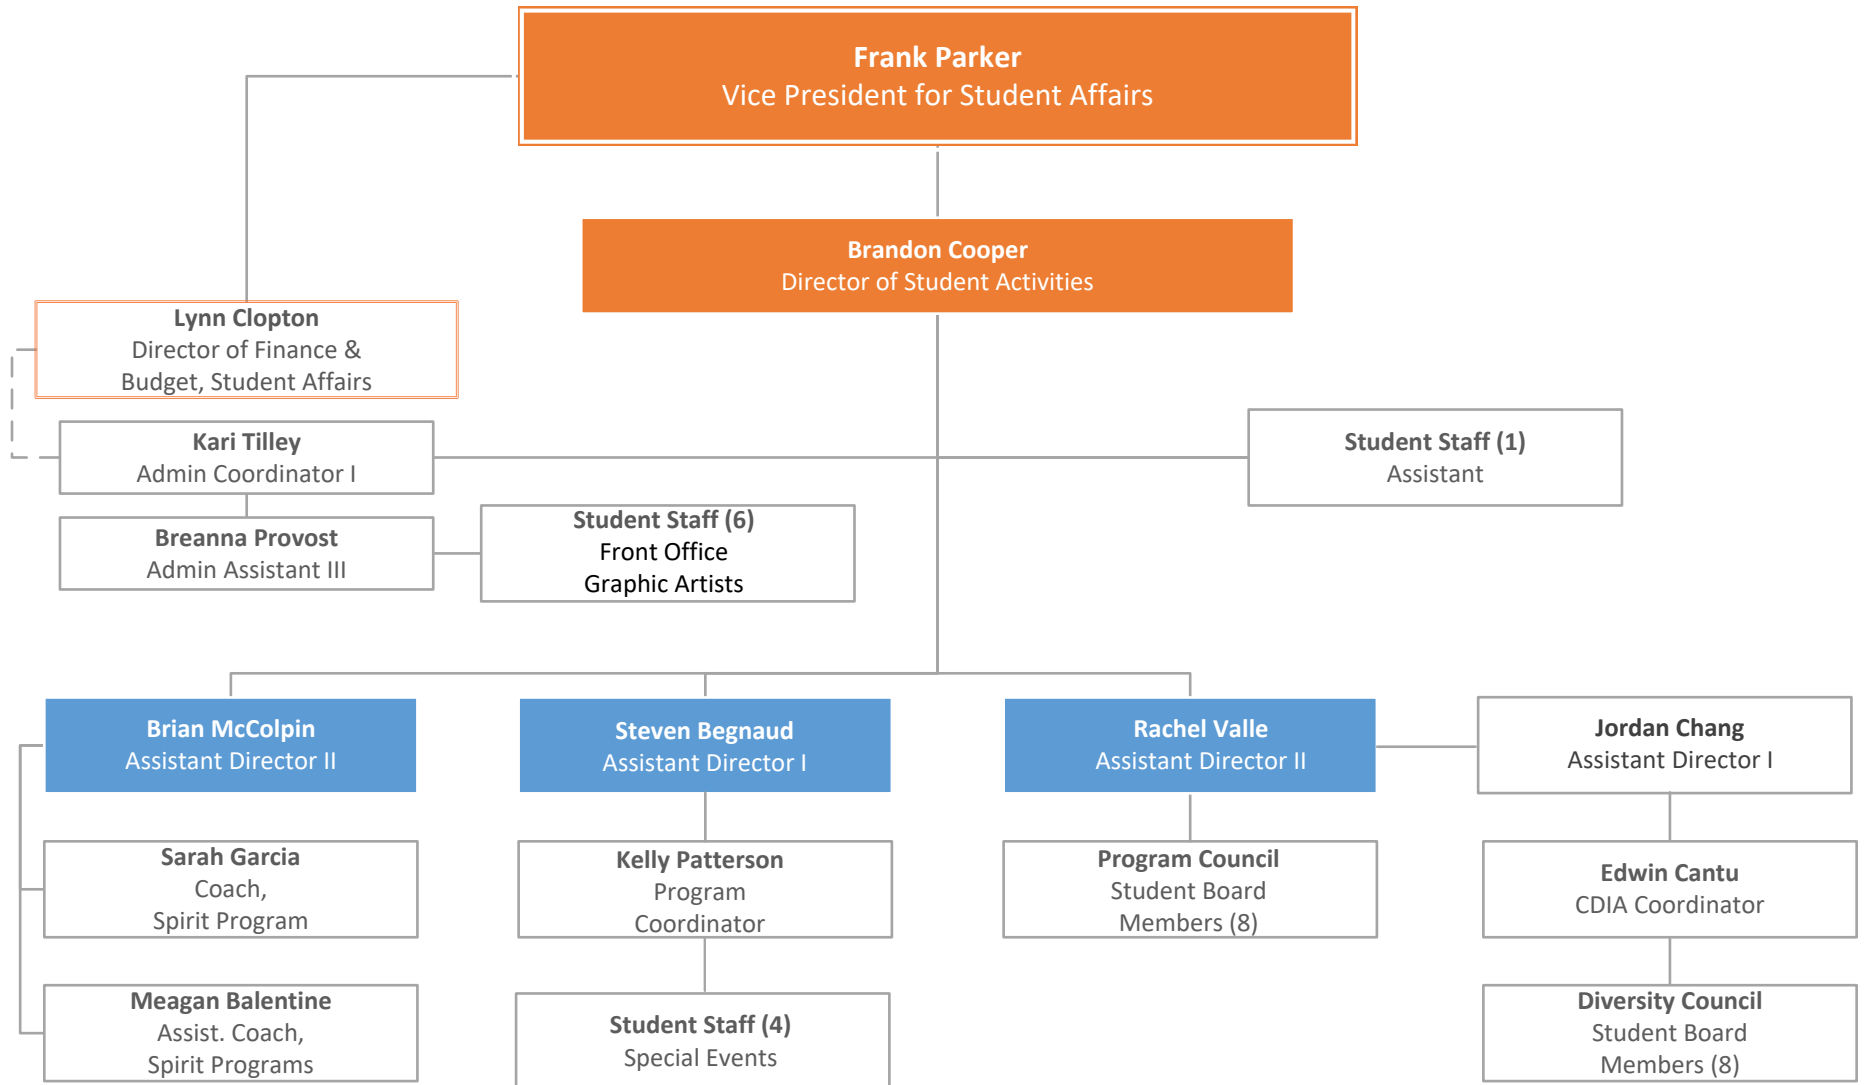 Frank Parker
Vice President for Student Affairs
Brandon Cooper
Director of Student Activities
Lynn Clopton
Director of Finance &
Budget, Student Affairs
Kari Tilley
Admin Coordinator I
Student Staff (1)
Assistant
Breanna Provost
Admin Assistant III
Student Staff (6)
Front Office
Graphic Artists
Brian McColpin
Assistant Director II
Steven Begnaud
Assistant Director I
Rachel Valle
Assistant Director II
Jordan Chang
Assistant Director I
Sarah Garcia
Coach,
Spirit Program
Kelly Patterson
Program
Coordinator
Program Council
Student Board
Members (8)
Edwin Cantu
CDIA Coordinator
Meagan Balentine
Assist. Coach,
Spirit Programs
Student Staff (4)
Special Events
Diversity Council
Student Board
Members (8)